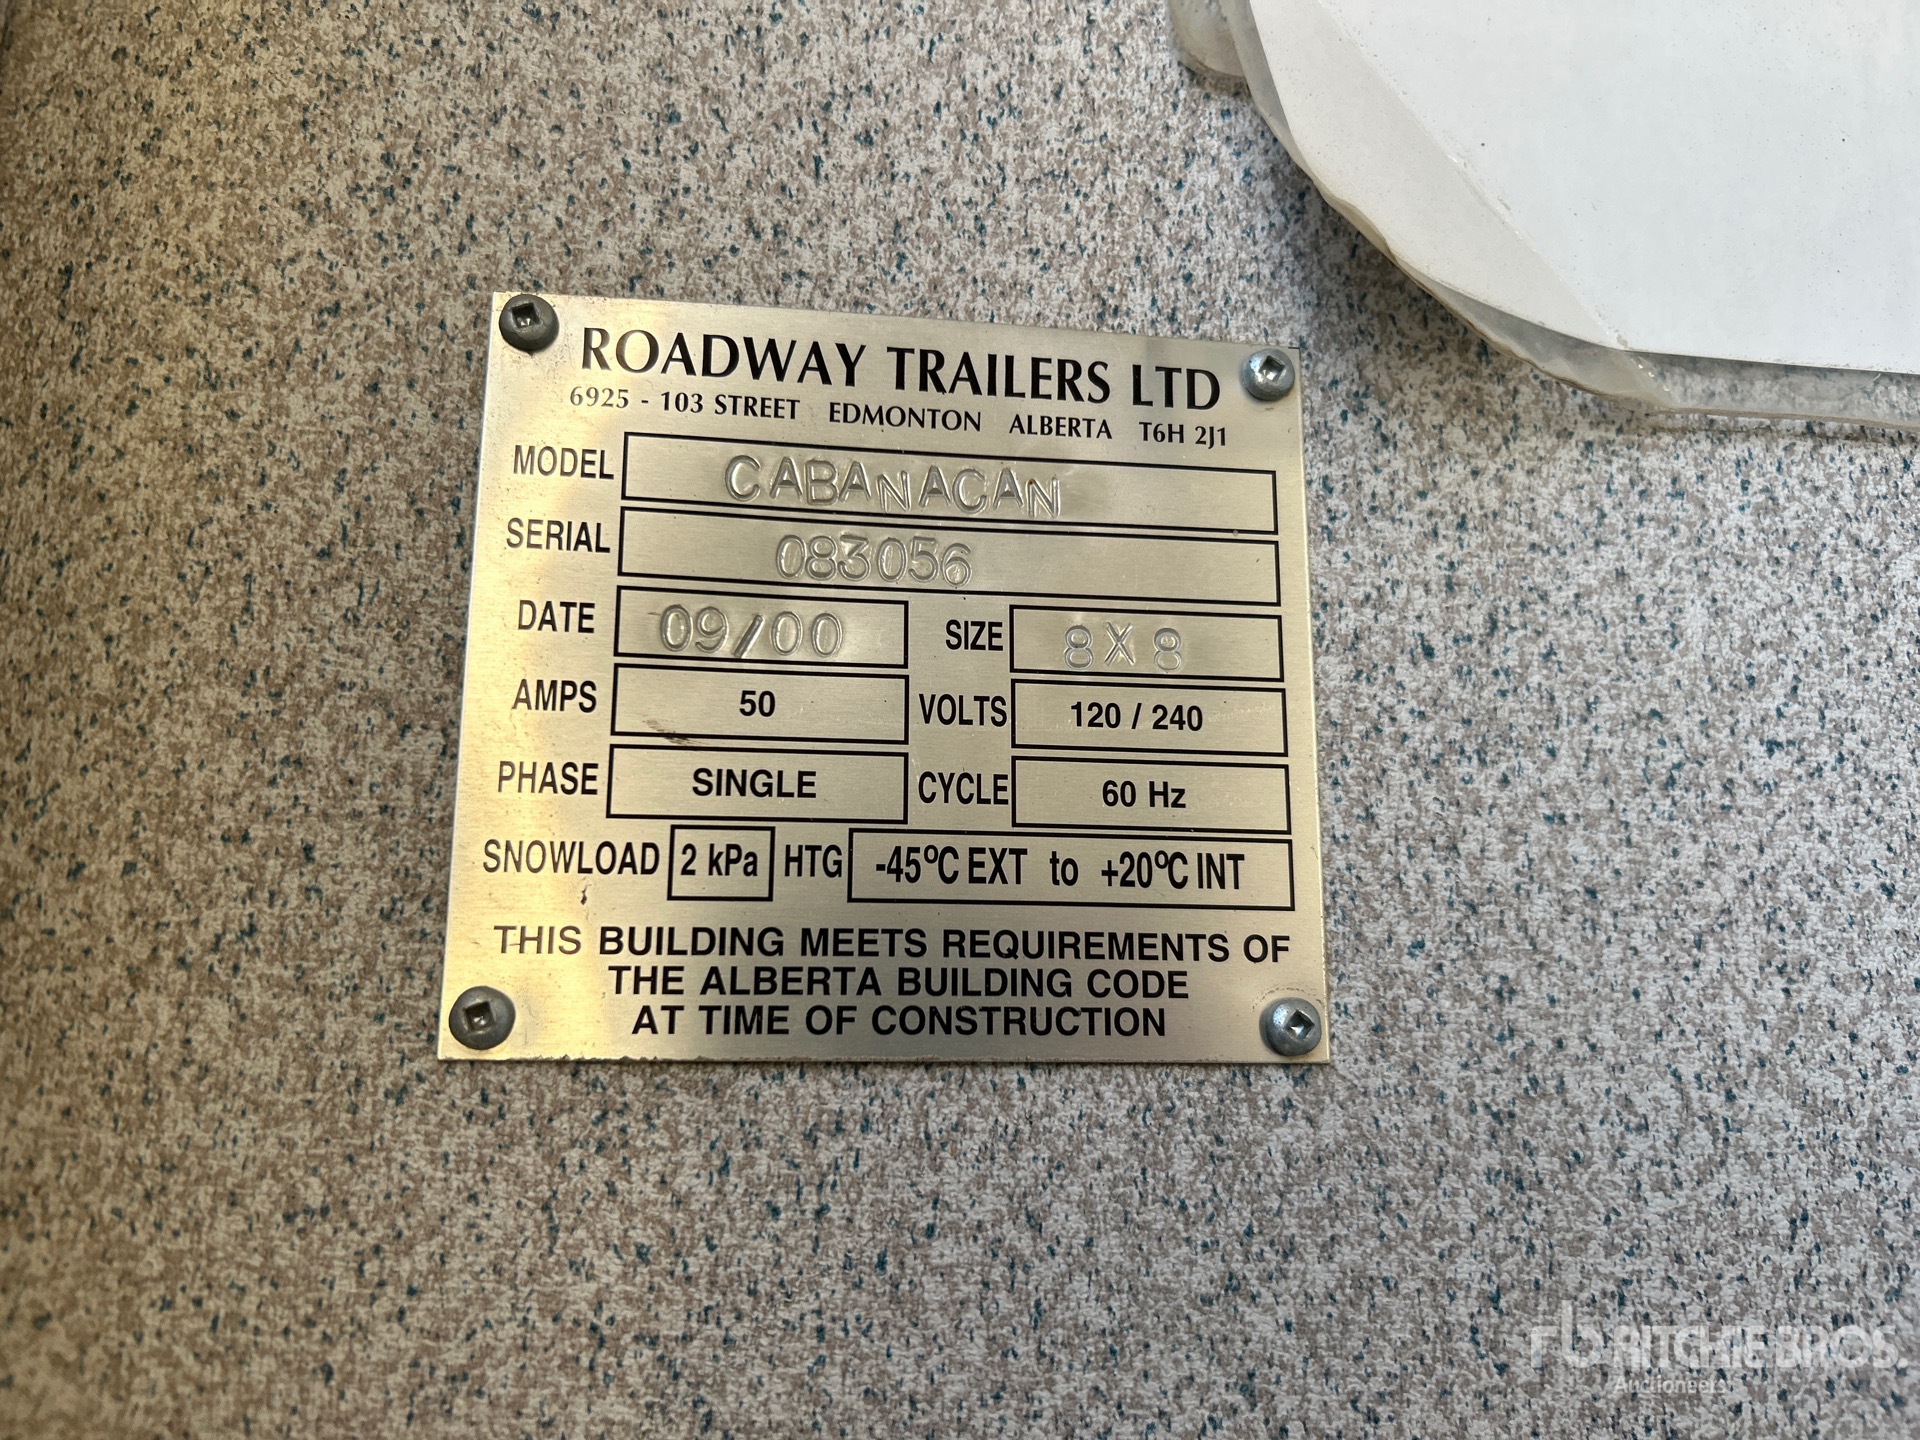 ROADWAY TRAILERS LTD
6925 - 103 STREET EDMONTON ALBERTA T6H 2J1
MODEL CABANACAN
SERIAL 083056
DATE 09/00 SIZE 8X8
AMPS 50 VOLTS 120 / 240
PHASE SINGLE CYCLE 60 Hz
SNOWLOAD 2 kPa HTG -45°C EXT to +20°C INT
THIS BUILDING MEETS REQUIREMENTS OF
THE ALBERTA BUILDING CODE
AT TIME OF CONSTRUCTION
rb RITCHIE BROS.
Auctioneers